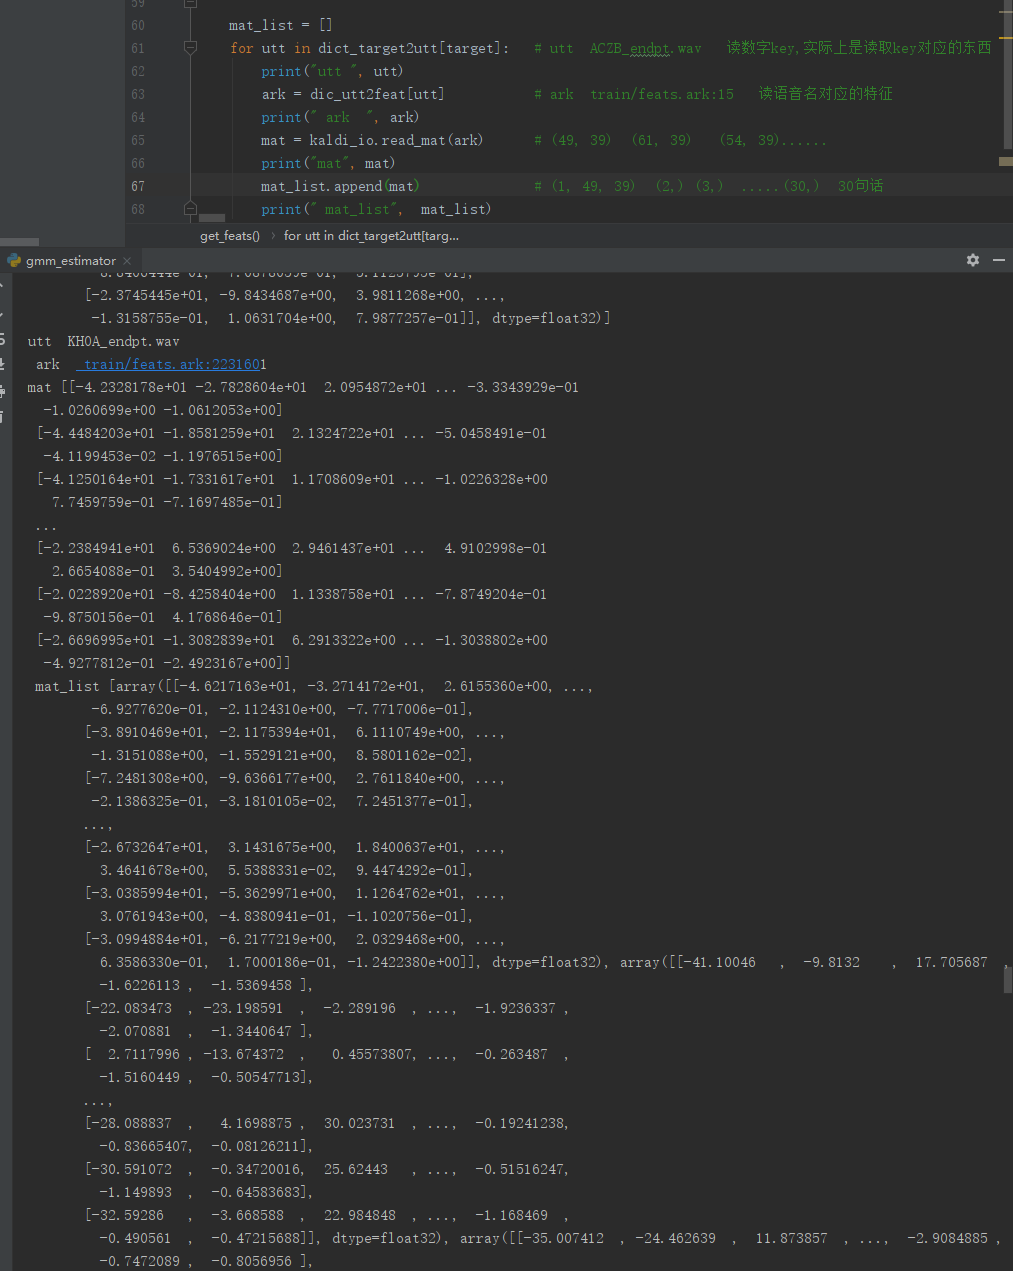 59
60 mat_list = []
61 for utt in dict_target2utt[target]: # utt ACZB_endpt.wav 读数字key,实际上是读取key对应的东西
62 print("utt ", utt)
63 ark = dic_utt2feat[utt] # ark train/feats.ark:15 读语音名对应的特征
64 print(" ark ", ark)
65 mat = kaldi_io.read_mat(ark) # (49, 39) (61, 39) (54, 39)......
66 print("mat", mat)
67 mat_list.append(mat) # (1, 49, 39) (2,) (3,) .....(30,) 30句话
68 print(" mat_list", mat_list)
get_feats() › for utt in dict_target2utt[targ...
gmm_estimator ×
[-2.3745445e+01, -9.8434687e+00, 3.9811268e+00, ...,
-1.3158755e-01, 1.0631704e+00, 7.9877257e-01]], dtype=float32)]
utt KH0A_endpt.wav
ark train/feats.ark:2231601
mat [[-4.2328178e+01 -2.7828604e+01 2.0954872e+01 ... -3.3343929e-01
-1.0260699e+00 -1.0612053e+00]
[-4.4484203e+01 -1.8581259e+01 2.1324722e+01 ... -5.0458491e-01
-4.1199453e-02 -1.1976515e+00]
[-4.1250164e+01 -1.7331617e+01 1.1708609e+01 ... -1.0226328e+00
7.7459759e-01 -7.1697485e-01]
...
[-2.2384941e+01 6.5369024e+00 2.9461437e+01 ... 4.9102998e-01
2.6654088e-01 3.5404992e+00]
[-2.0228920e+01 -8.4258404e+00 1.1338758e+01 ... -7.8749204e-01
-9.8750156e-01 4.1768646e-01]
[-2.6696995e+01 -1.3082839e+01 6.2913322e+00 ... -1.3038802e+00
-4.9277812e-01 -2.4923167e+00]]
mat_list [array([[-4.6217163e+01, -3.2714172e+01, 2.6155360e+00, ...,
-6.9277620e-01, -2.1124310e+00, -7.7717006e-01],
[-3.8910469e+01, -2.1175394e+01, 6.1110749e+00, ...,
-1.3151088e+00, -1.5529121e+00, 8.5801162e-02],
[-7.2481308e+00, -9.6366177e+00, 2.7611840e+00, ...,
-2.1386325e-01, -3.1810105e-02, 7.2451377e-01],
...,
[-2.6732647e+01, 3.1431675e+00, 1.8400637e+01, ...,
3.4641678e+00, 5.5388331e-02, 9.4474292e-01],
[-3.0385994e+01, -5.3629971e+00, 1.1264762e+01, ...,
3.0761943e+00, -4.8380941e-01, -1.1020756e-01],
[-3.0994884e+01, -6.2177219e+00, 2.0329468e+00, ...,
6.3586330e-01, 1.7000186e-01, -1.2422380e+00]], dtype=float32), array([[-41.10046 , -9.8132 , 17.705687 ,
-1.6226113 , -1.5369458 ],
[-22.083473 , -23.198591 , -2.289196 , ..., -1.9236337 ,
-2.070881 , -1.3440647 ],
[ 2.7117996 , -13.674372 , 0.45573807, ..., -0.263487 ,
-1.5160449 , -0.50547713],
...,
[-28.088837 , 4.1698875 , 30.023731 , ..., -0.19241238,
-0.83665407, -0.08126211],
[-30.591072 , -0.34720016, 25.62443 , ..., -0.51516247,
-1.149893 , -0.64583683],
[-32.59286 , -3.668588 , 22.984848 , ..., -1.168469 ,
-0.490561 , -0.47215688]], dtype=float32), array([[-35.007412 , -24.462639 , 11.873857 , ..., -2.9084885 ,
-0.7472089 , -0.8056956 ],